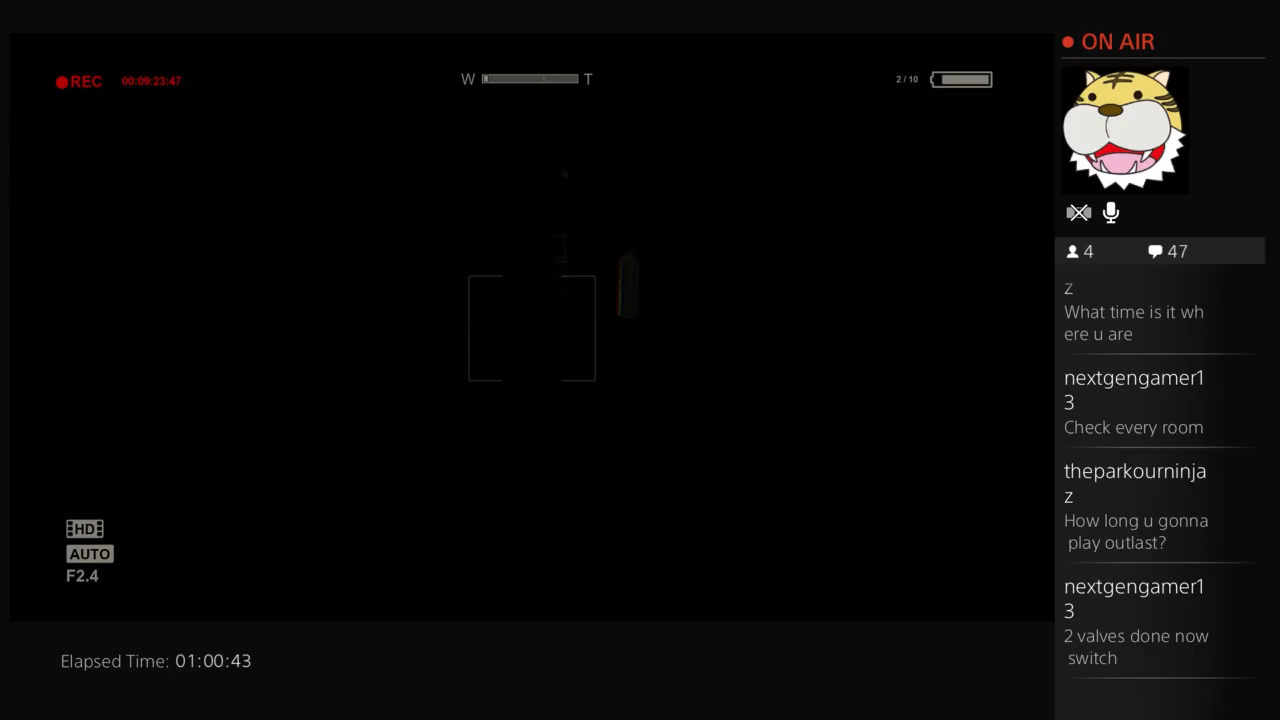 ON AIR
REC 00:09:23:47
W T
2 / 10
4 47
z
What time is it wh
ere u are
nextgengamer1
3
Check every room
theparkourninja
z
How long u gonna
play outlast?
nextgengamer1
3
2 valves done now
switch
HD
AUTO
F2.4
Elapsed Time: 01:00:43